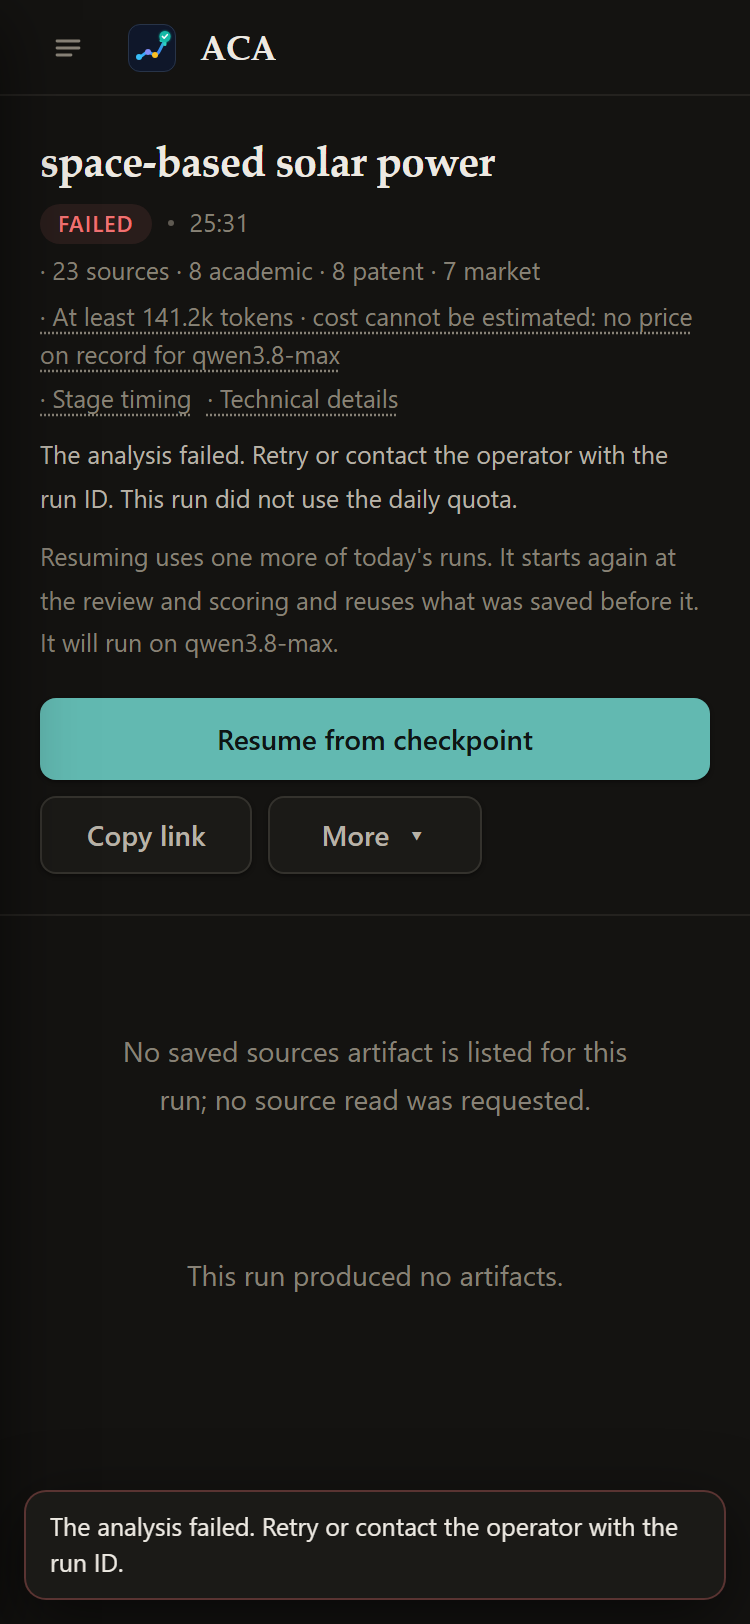 ACA
space-based solar power
FAILED • 25:31
· 23 sources · 8 academic · 8 patent · 7 market
· At least 141.2k tokens · cost cannot be estimated: no price
on record for qwen3.8-max
· Stage timing · Technical details
The analysis failed. Retry or contact the operator with the
run ID. This run did not use the daily quota.
Resuming uses one more of today's runs. It starts again at
the review and scoring and reuses what was saved before it.
It will run on qwen3.8-max.
Resume from checkpoint
Copy link
More ▼
No saved sources artifact is listed for this
run; no source read was requested.
This run produced no artifacts.
The analysis failed. Retry or contact the operator with the
run ID.